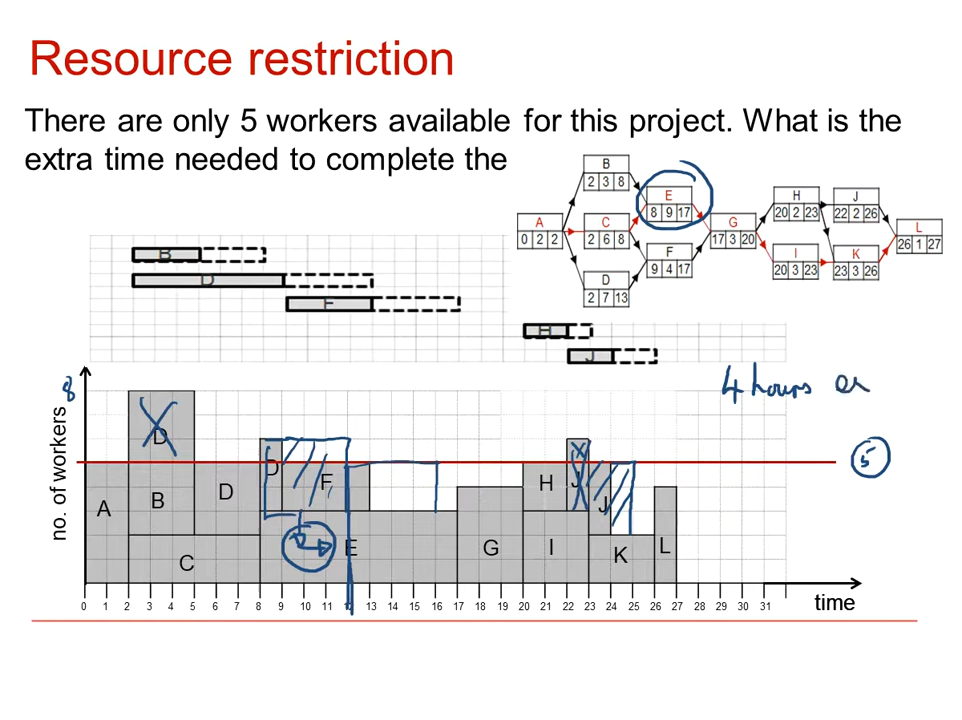 Resource restriction
There are only 5 workers available for this project. What is the
extra time needed to complete the
B
2 3 8
E
8 9 17
H
20 2 23
J
22 2 26
A
0 2 2
C
2 6 8
G
17 3 20
L
26 1 27
F
9 4 17
I
20 3 23
K
23 3 26
D
2 7 13
B
D
F
H
J
4 hours or
8
5
no. of workers
D
X
D
F
X
A
B
D
H
J
J
C
E
G
I
K
L
0 1 2 3 4 5 6 7 8 9 10 11 12 13 14 15 16 17 18 19 20 21 22 23 24 25 26 27 28 29 30 31
time